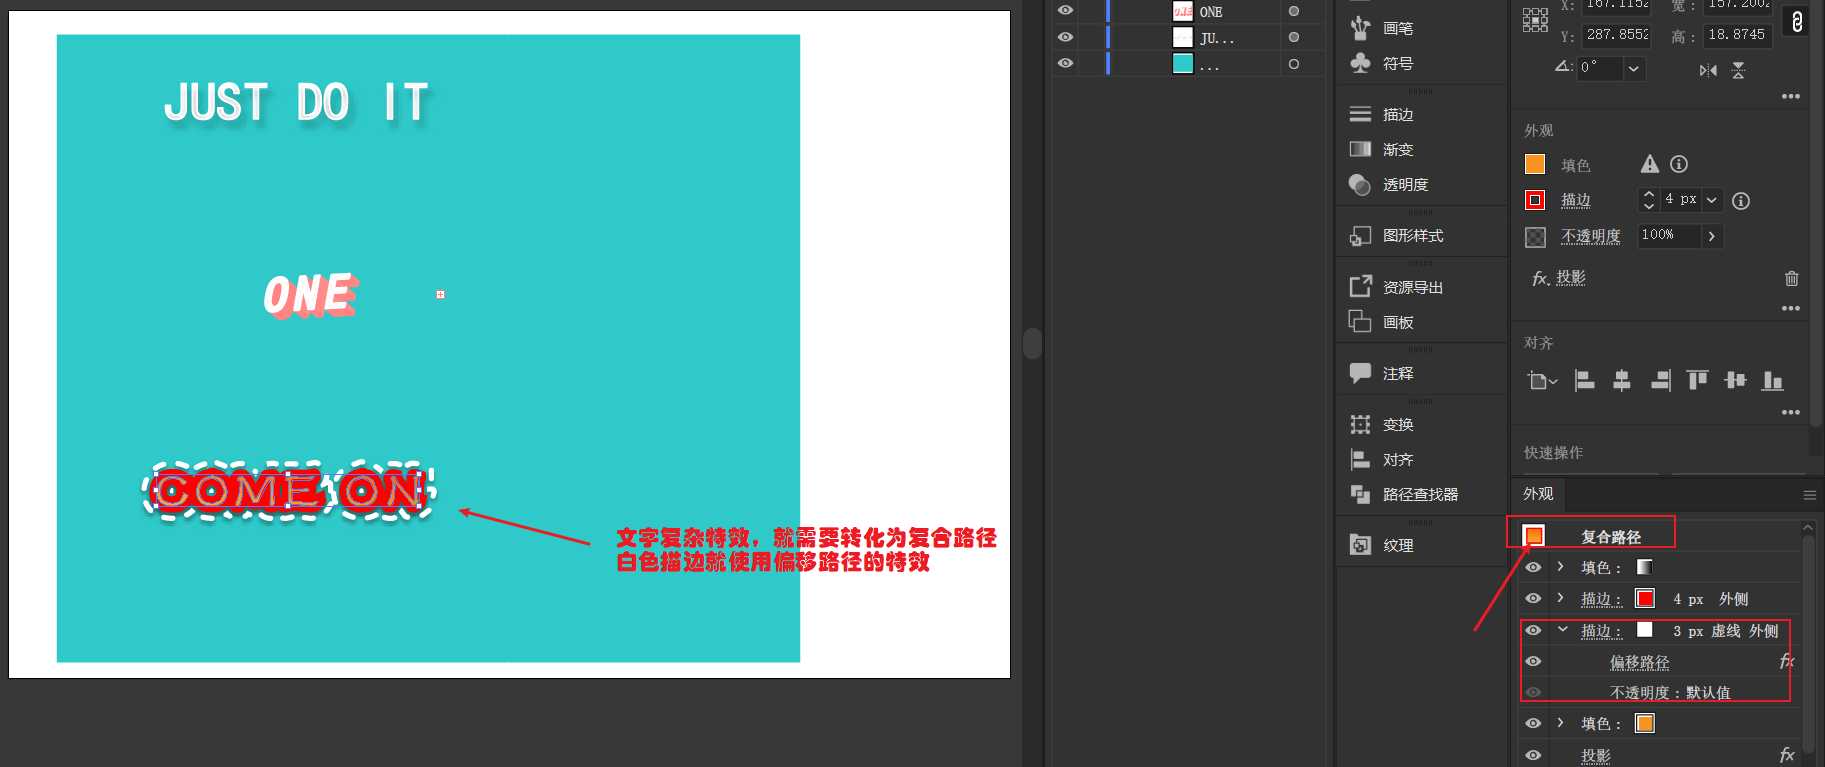 JUST DO IT
ONE
COME ON
文字复杂特效，就需要转化为复合路径
白色描边就使用偏移路径的特效
ONE
JU...
...
画笔
符号
描边
渐变
透明度
图形样式
资源导出
画板
注释
变换
对齐
路径查找器
纹理
X:
宽:
Y: 287.8552
高: 18.8745
0°
外观
填色
描边 4 px
不透明度 100%
fx. 投影
对齐
快速操作
外观
复合路径
填色:
描边: 4 px 外侧
描边: 3 px 虚线 外侧
偏移路径 fx
不透明度:默认值
填色:
投影 fx